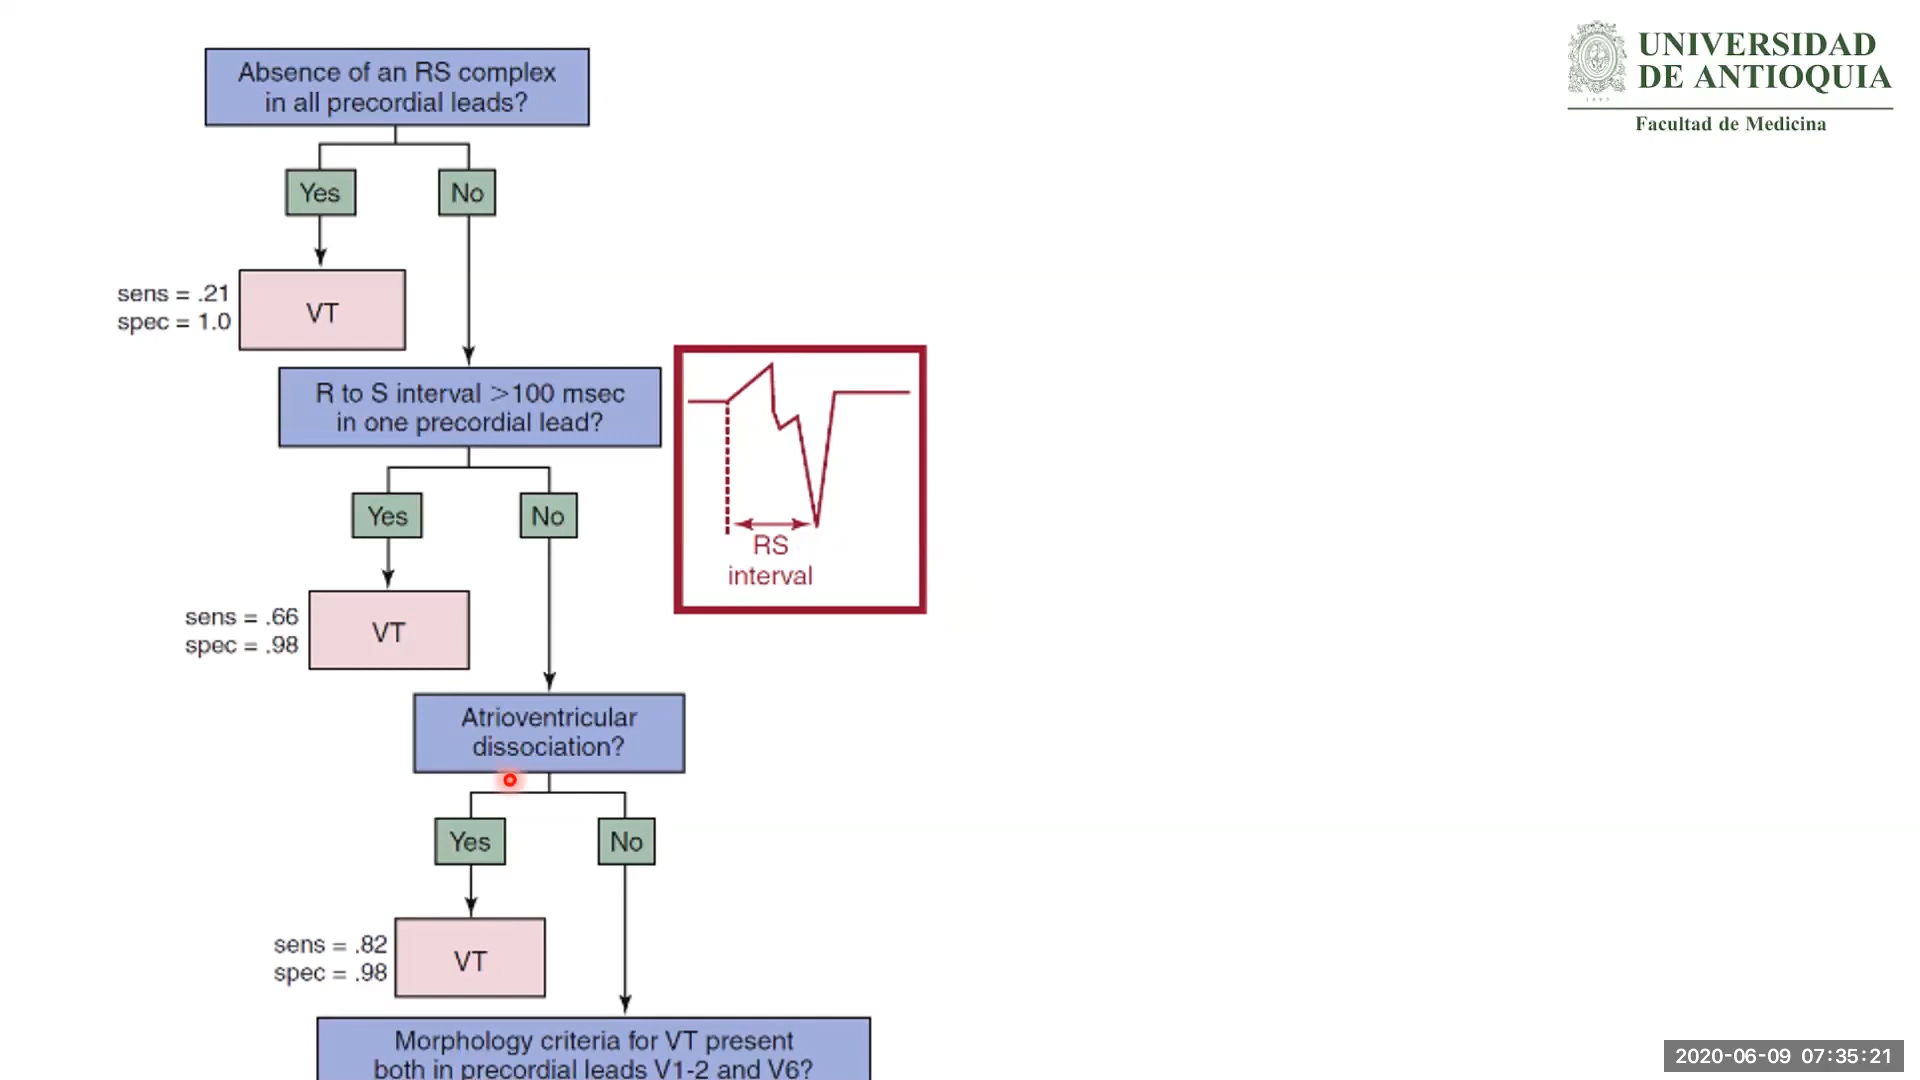 Absence of an RS complex
in all precordial leads?
Yes
No
sens = .21
spec = 1.0
VT
R to S interval >100 msec
in one precordial lead?
RS
interval
Yes
No
sens = .66
spec = .98
VT
Atrioventricular
dissociation?
Yes
No
sens = .82
spec = .98
VT
Morphology criteria for VT present
both in precordial leads V1-2 and V6?
UNIVERSIDAD
DE ANTIOQUIA
Facultad de Medicina
2020-06-09 07:35:21